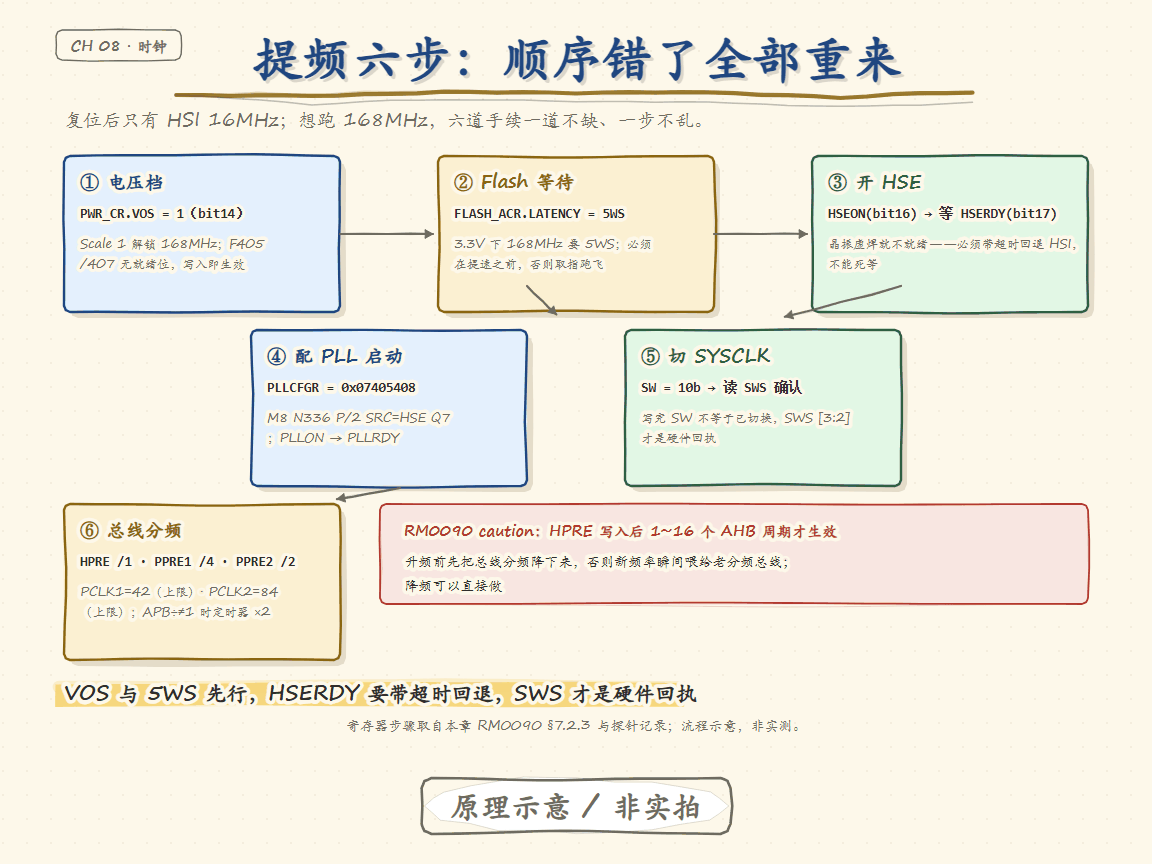 CH 08 · 时钟
提频六步：顺序错了全部重来
复位后只有 HSI 16MHz；想跑 168MHz，六道手续一道不缺、一步不乱。
① 电压档
PWR_CR.VOS = 1（bit14）
Scale 1 解锁 168MHz；F405
/407 无就绪位，写入即生效
② Flash 等待
FLASH_ACR.LATENCY = 5WS
3.3V 下 168MHz 要 5WS；必须
在提速之前，否则取指跑飞
③ 开 HSE
HSEON(bit16) → 等 HSERDY(bit17)
晶振虚焊就不就绪——必须带超时回退 HSI，
不能死等
④ 配 PLL 启动
PLLCFGR = 0x07405408
M8 N336 P/2 SRC=HSE Q7
；PLLON → PLLRDY
⑤ 切 SYSCLK
SW = 10b → 读 SWS 确认
写完 SW 不等于已切换，SWS [3:2]
才是硬件回执
⑥ 总线分频
HPRE /1 · PPRE1 /4 · PPRE2 /2
PCLK1=42（上限）· PCLK2=84
（上限）；APB÷≠1 时定时器 ×2
RM0090 caution：HPRE 写入后 1~16 个 AHB 周期才生效
升频前先把总线分频降下来，否则新频率瞬间喂给老分频总线；
降频可以直接做
VOS 与 5WS 先行，HSERDY 要带超时回退，SWS 才是硬件回执
寄存器步骤取自本章 RM0090 §7.2.3 与探针记录；流程示意，非实测。
原理示意 / 非实拍